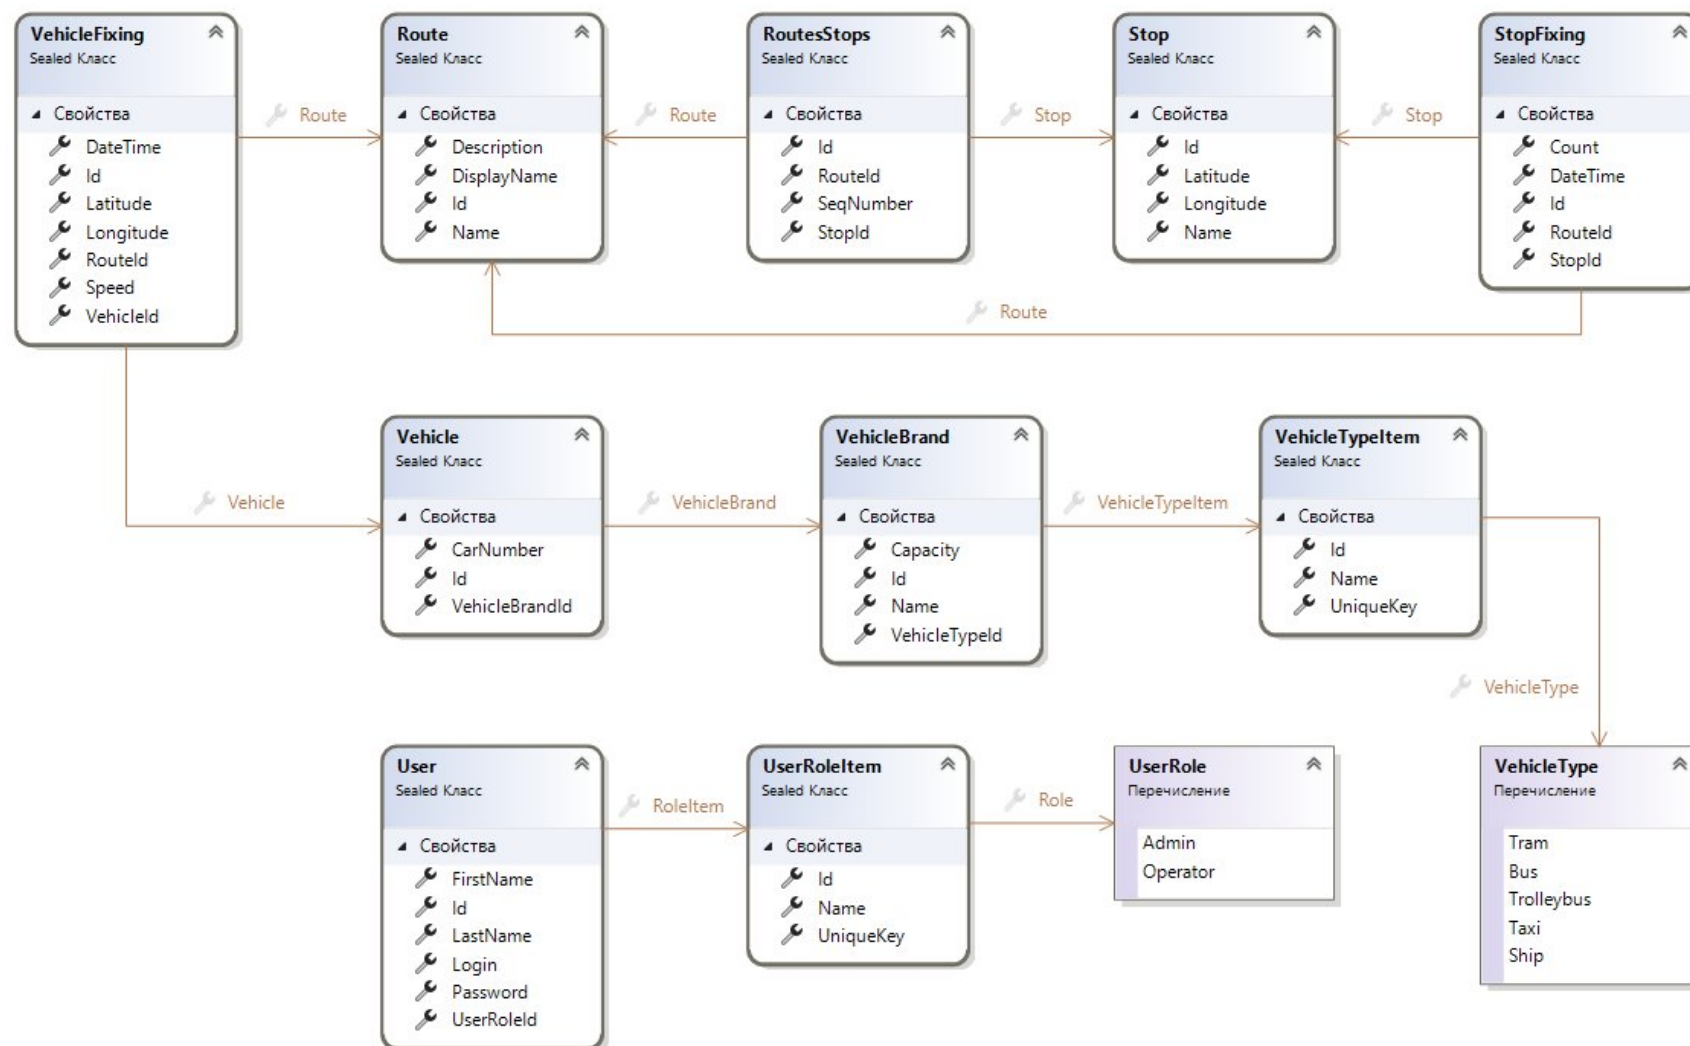 VehicleFixing
Sealed Класс
Свойства
DateTime
Id
Latitude
Longitude
RouteId
Speed
VehicleId
Route
Route
Sealed Класс
Свойства
Description
DisplayName
Id
Name
Route
RoutesStops
Sealed Класс
Свойства
Id
RouteId
SeqNumber
StopId
Stop
Stop
Sealed Класс
Свойства
Id
Latitude
Longitude
Name
Stop
StopFixing
Sealed Класс
Свойства
Count
DateTime
Id
RouteId
StopId
Route
Vehicle
Vehicle
Sealed Класс
Свойства
CarNumber
Id
VehicleBrandId
VehicleBrand
VehicleBrand
Sealed Класс
Свойства
Capacity
Id
Name
VehicleTypeId
VehicleTypeItem
VehicleTypeItem
Sealed Класс
Свойства
Id
Name
UniqueKey
VehicleType
User
Sealed Класс
Свойства
FirstName
Id
LastName
Login
Password
UserRoleId
RoleItem
UserRoleItem
Sealed Класс
Свойства
Id
Name
UniqueKey
Role
UserRole
Перечисление
Admin
Operator
VehicleType
Перечисление
Tram
Bus
Trolleybus
Taxi
Ship